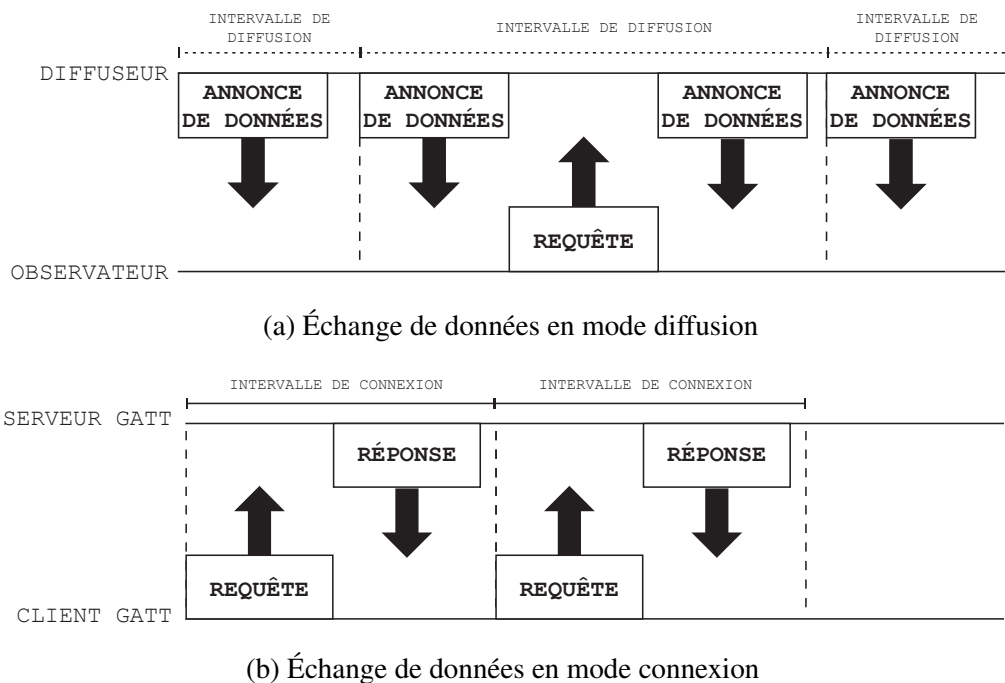 INTERVALLE DE
DIFFUSION
INTERVALLE DE DIFFUSION
INTERVALLE DE
DIFFUSION
DIFFUSEUR
ANNONCE
DE DONNÉES
ANNONCE
DE DONNÉES
ANNONCE
DE DONNÉES
ANNONCE
DE DONNÉES
REQUÊTE
OBSERVATEUR
(a) Échange de données en mode diffusion
INTERVALLE DE CONNEXION
INTERVALLE DE CONNEXION
SERVEUR GATT
RÉPONSE
RÉPONSE
REQUÊTE
REQUÊTE
CLIENT GATT
(b) Échange de données en mode connexion